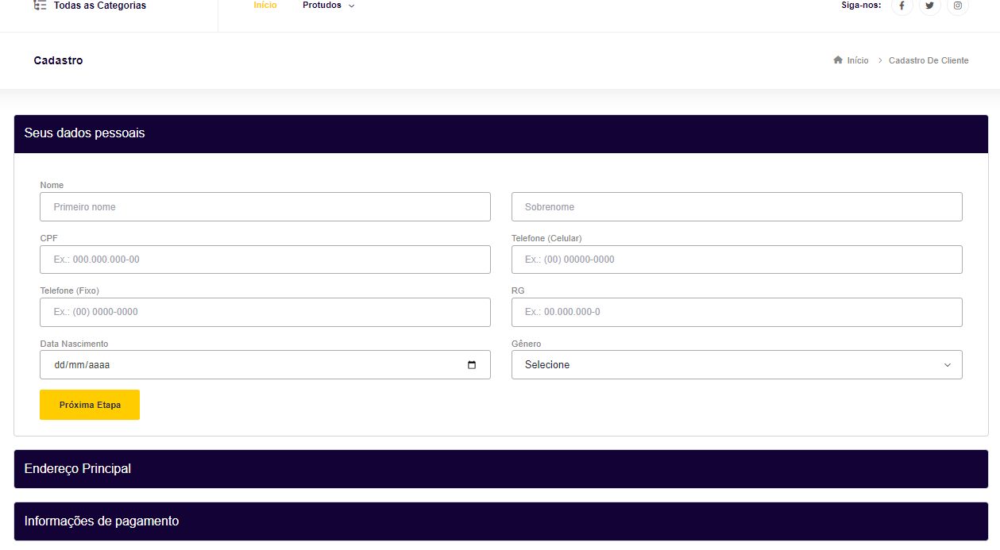 Todas as Categorias Início Protudos Siga-nos:
Cadastro Início Cadastro De Cliente
Seus dados pessoais
Nome
Primeiro nome Sobrenome
CPF Telefone (Celular)
Ex.: 000.000.000-00 Ex.: (00) 00000-0000
Telefone (Fixo) RG
Ex.: (00) 0000-0000 Ex.: 00.000.000-0
Data Nascimento Gênero
dd/mm/aaaa Selecione
Próxima Etapa
Endereço Principal
Informações de pagamento